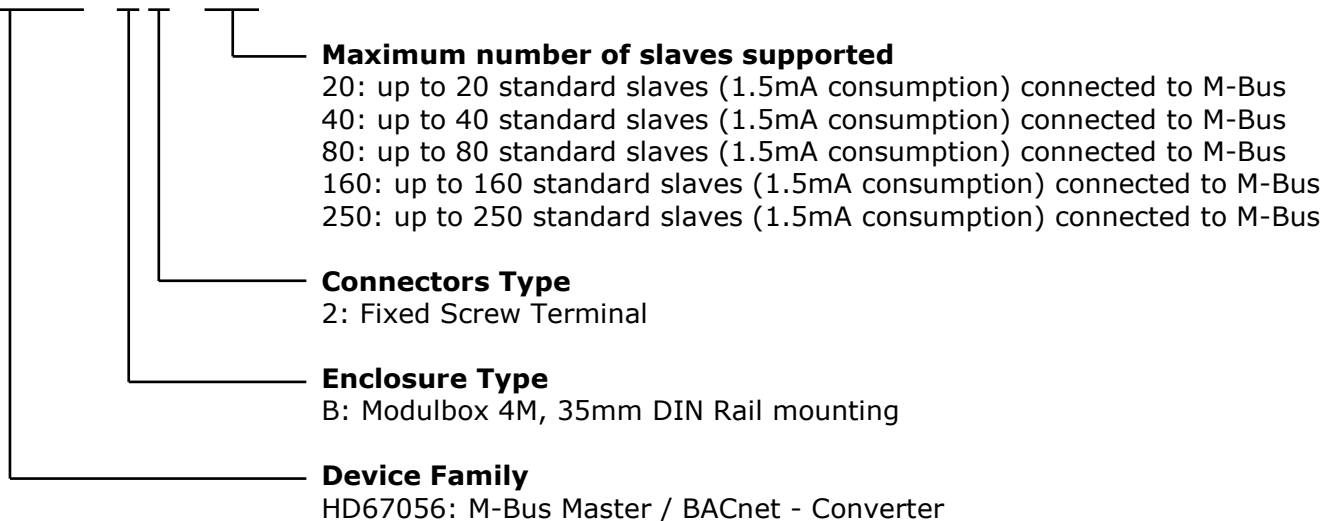 Maximum number of slaves supported
20: up to 20 standard slaves (1.5mA consumption) connected to M-Bus
40: up to 40 standard slaves (1.5mA consumption) connected to M-Bus
80: up to 80 standard slaves (1.5mA consumption) connected to M-Bus
160: up to 160 standard slaves (1.5mA consumption) connected to M-Bus
250: up to 250 standard slaves (1.5mA consumption) connected to M-Bus
Connectors Type
2: Fixed Screw Terminal
Enclosure Type
B: Modulbox 4M, 35mm DIN Rail mounting
Device Family
HD67056: M-Bus Master / BACnet - Converter